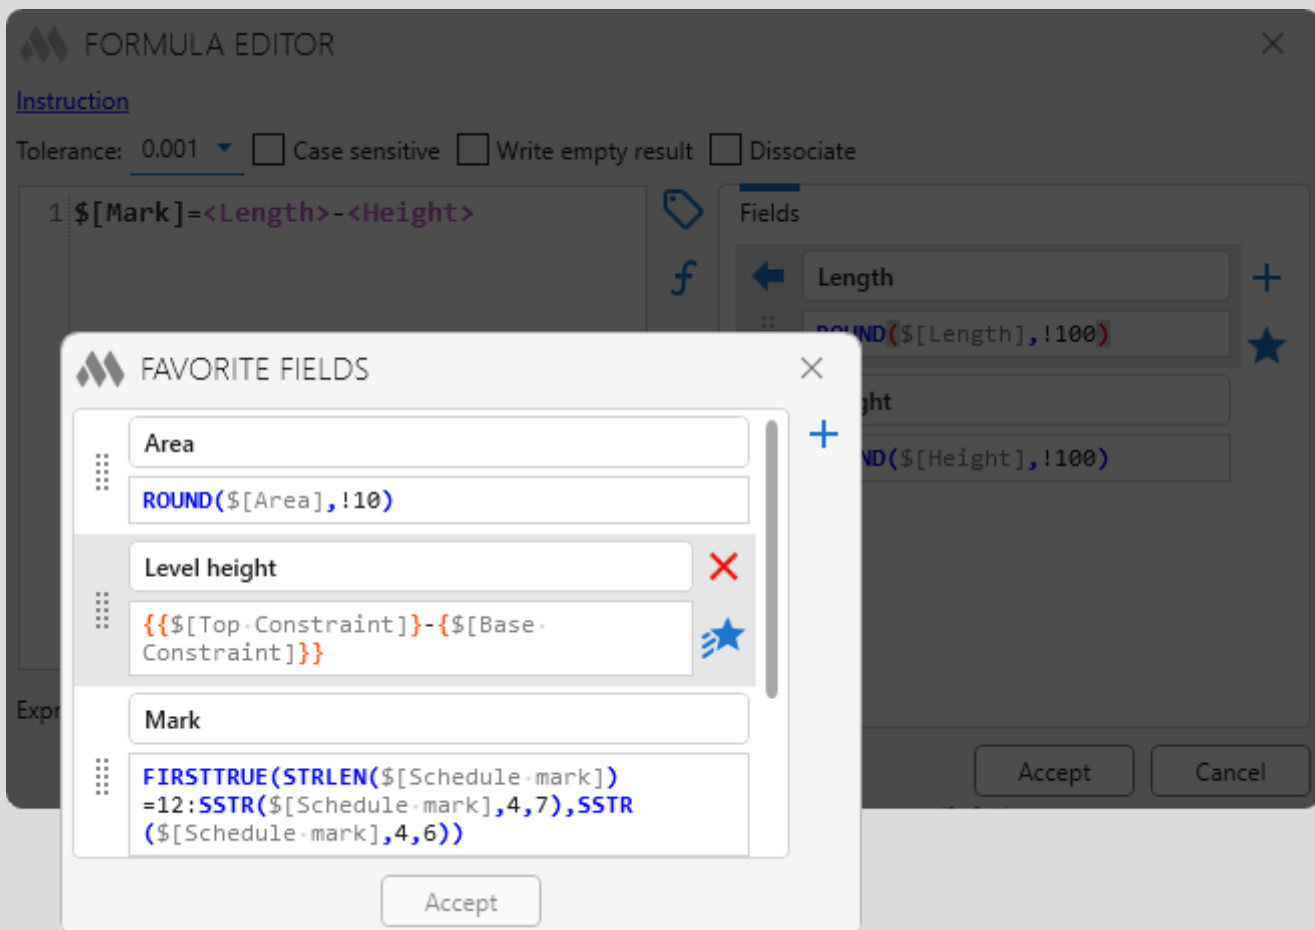 FORMULA EDITOR
Instruction
Tolerance: 0.001 Case sensitive Write empty result Dissociate
1 $[Mark]=<Length>-<Height>
Fields
Length
ROUND($[Length],!100)
ght
ND($[Height],!100)
Expr
Accept
Cancel
FAVORITE FIELDS
Area
ROUND($[Area],!10)
Level height
{{$[Top·Constraint]}-{$[Base·
Constraint]}}
Mark
FIRSTTRUE(STRLEN($[Schedule·mark])
=12:SSTR($[Schedule·mark],4,7),SSTR
($[Schedule·mark],4,6))
Accept